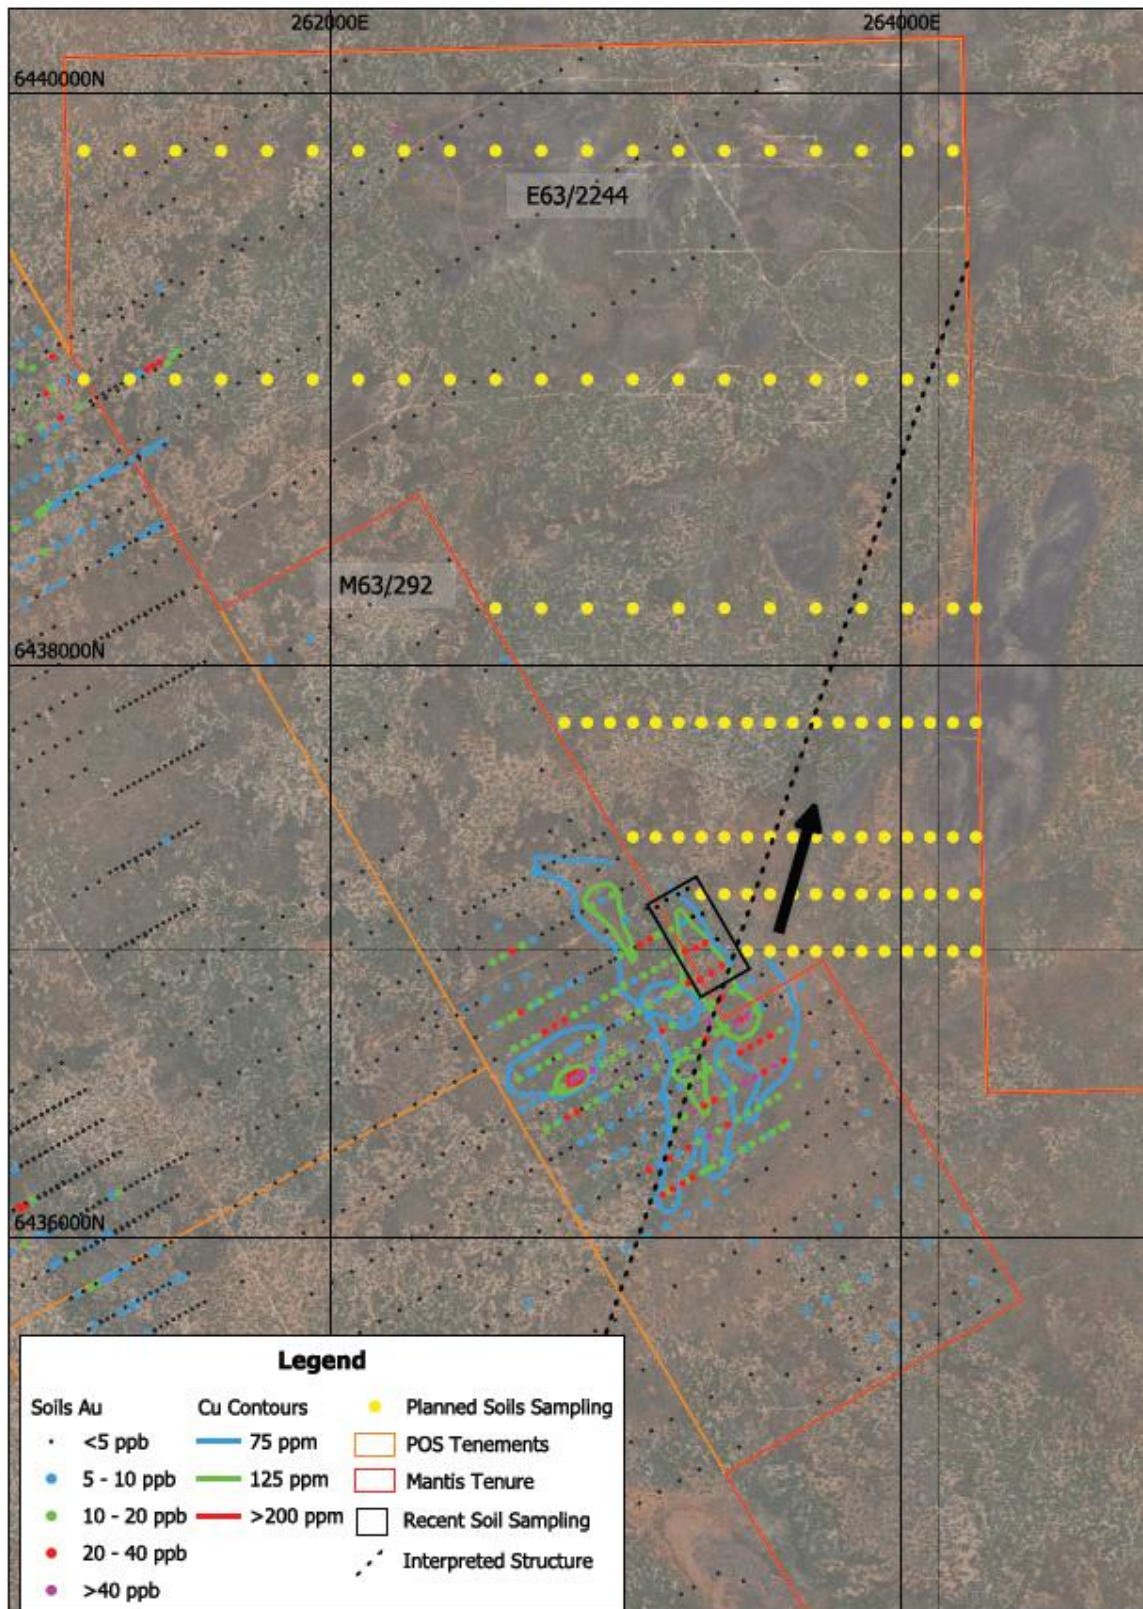 262000E
264000E
6440000N
E63/2244
M63/292
6438000N
6436000N
Legend
Soils Au
<5 ppb
5 - 10 ppb
10 - 20 ppb
20 - 40 ppb
>40 ppb
Cu Contours
75 ppm
125 ppm
>200 ppm
Planned Soils Sampling
POS Tenements
Mantis Tenure
Recent Soil Sampling
Interpreted Structure